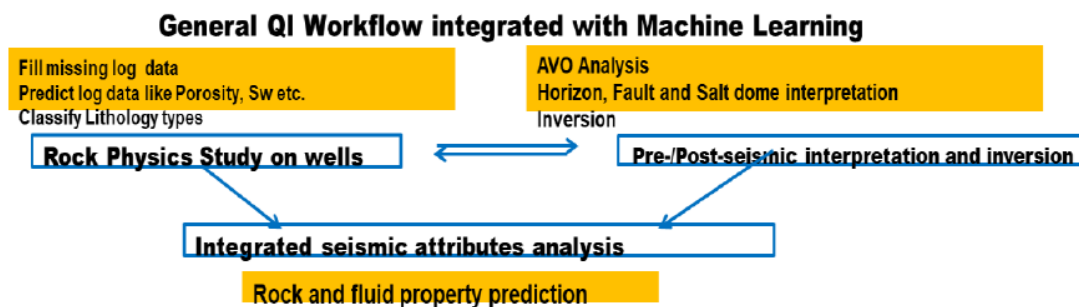 General QI Workflow integrated with Machine Learning
Fill missing log data
Predict log data like Porosity, Sw etc.
Classify Lithology types
Rock Physics Study on wells
AVO Analysis
Horizon, Fault and Salt dome interpretation
Inversion
Pre-/Post-seismic interpretation and inversion
Integrated seismic attributes analysis
Rock and fluid property prediction